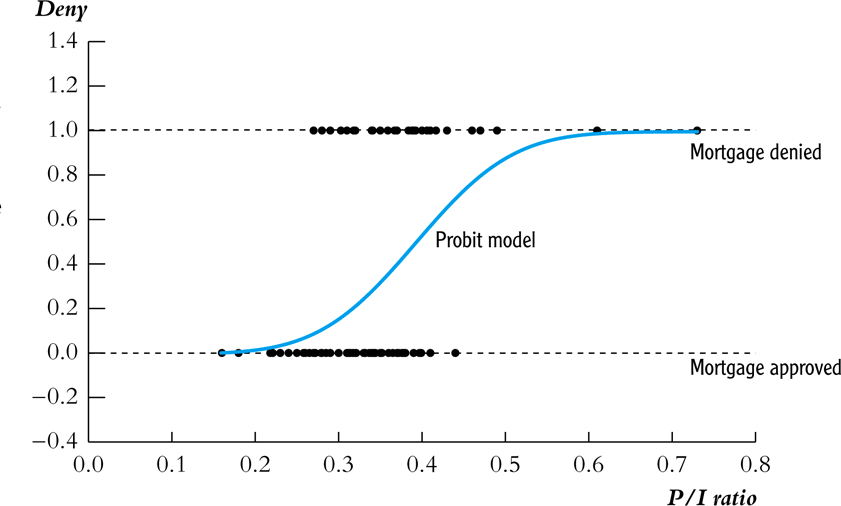 Deny
1.4
1.2
1.0
Mortgage denied
0.8
0.6
Probit model
0.4
0.2
0.0
Mortgage approved
−0.2
−0.4
0.0 0.1 0.2 0.3 0.4 0.5 0.6 0.7 0.8
P/I ratio